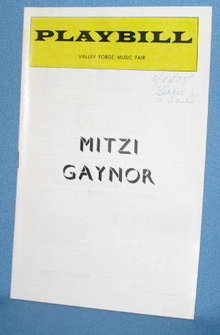 PLAYBILL
VALLEY FORGE MUSIC FAIR
MITZI
GAYNOR